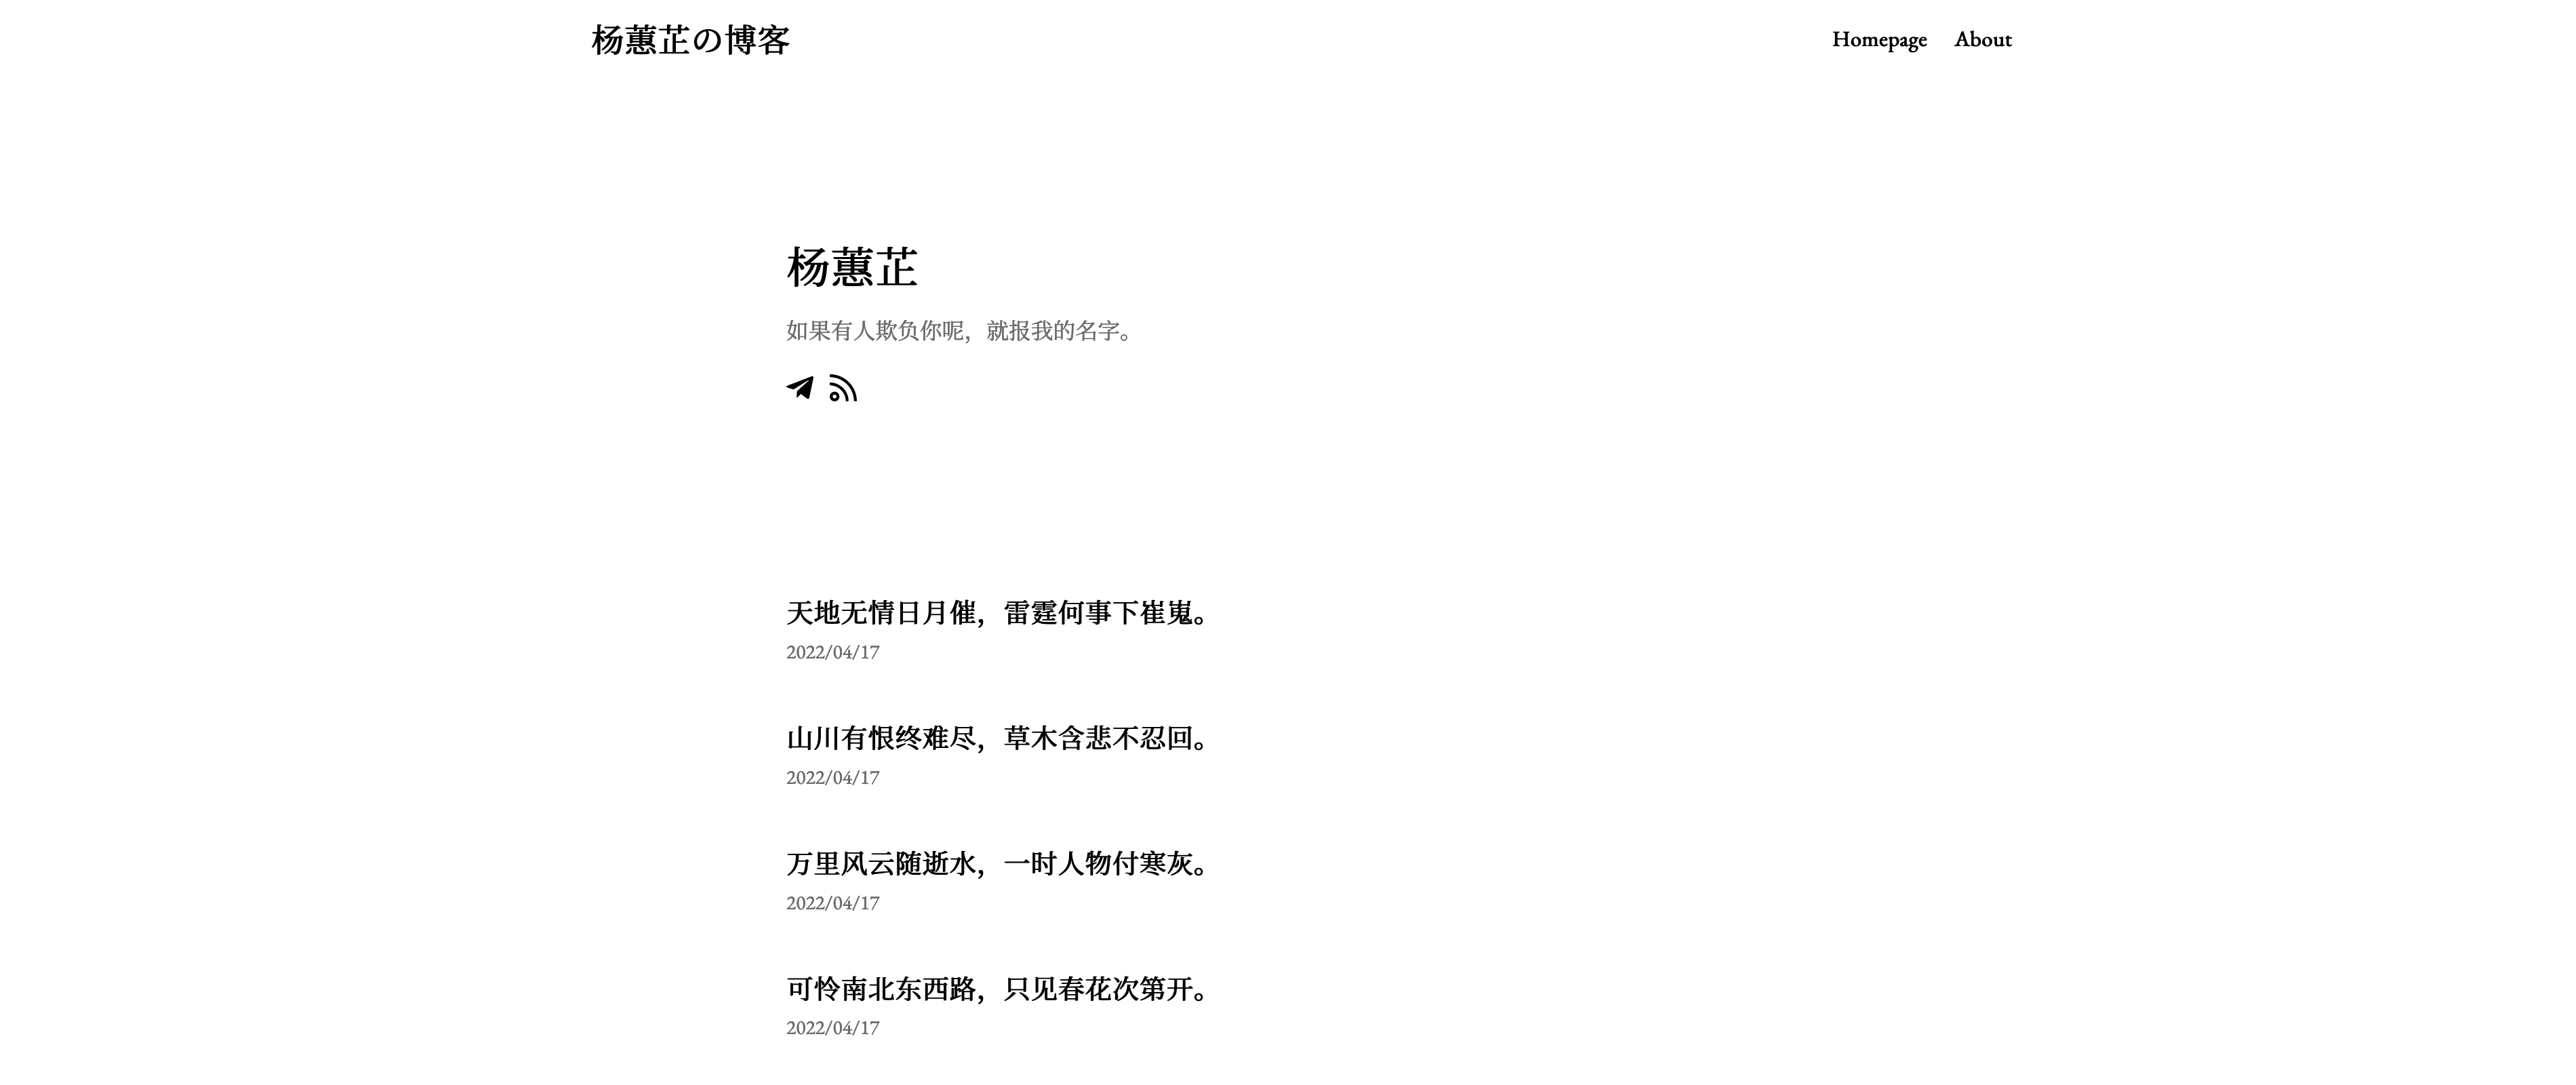 杨蕙芷の博客
Homepage About
杨蕙芷
如果有人欺负你呢，就报我的名字。
天地无情日月催，雷霆何事下崔嵬。
2022/04/17
山川有恨终难尽，草木含悲不忍回。
2022/04/17
万里风云随逝水，一时人物付寒灰。
2022/04/17
可怜南北东西路，只见春花次第开。
2022/04/17